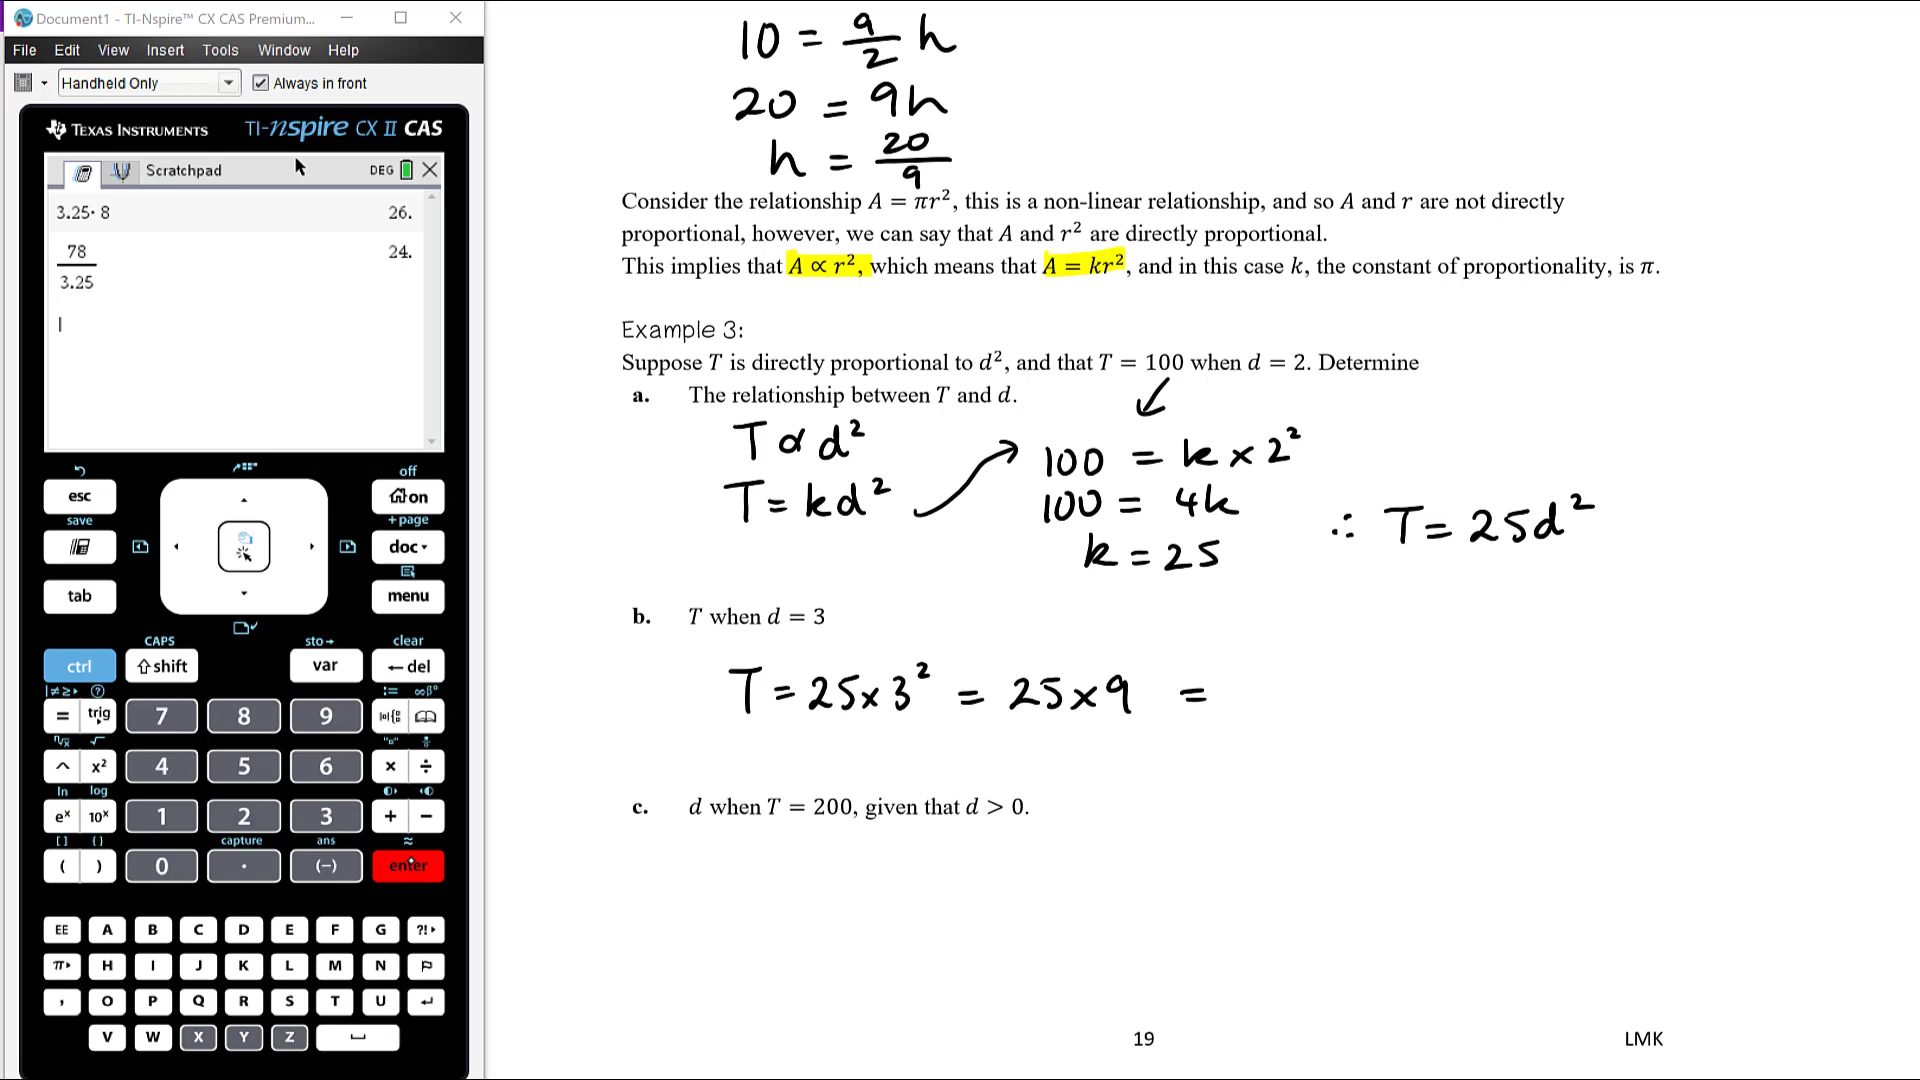 Document1 - TI-Nspire™ CX CAS Premium...
File Edit View Insert Tools Window Help
Handheld Only Always in front
TEXAS INSTRUMENTS TI-nspire CX II CAS
Scratchpad DEG
3.25·8 26.
78/3.25 24.
off
esc on
save + page
doc
tab menu
CAPS sto→ clear
ctrl shift var ←del
:= ∞β°
= trig 7 8 9
ⁿ√x √
^ x² 4 5 6 × ÷
ln log
eˣ 10ˣ 1 2 3 + −
[ ] { } capture ans ≈
( ) 0 . (−) enter
EE A B C D E F G ?!▸
π▸ H I J K L M N
, O P Q R S T U ↵
V W X Y Z
10 = 9/2 h
20 = 9h
h = 20/9
Consider the relationship A = πr², this is a non-linear relationship, and so A and r are not directly
proportional, however, we can say that A and r² are directly proportional.
This implies that A ∝ r², which means that A = kr², and in this case k, the constant of proportionality, is π.
Example 3:
Suppose T is directly proportional to d², and that T = 100 when d = 2. Determine
a. The relationship between T and d.
T ∝ d²
T = kd²
100 = k × 2²
100 = 4k
k = 25
∴ T = 25d²
b. T when d = 3
T = 25×3² = 25×9 =
c. d when T = 200, given that d > 0.
19 LMK